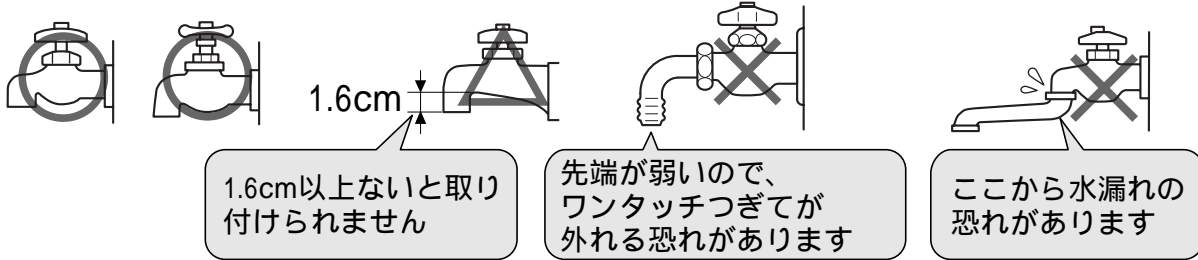 1.6cm
1.6cm以上ないと取り
付けられません
先端が弱いので、
ワンタッチつぎてが
外れる恐れがあります
ここから水漏れの
恐れがあります